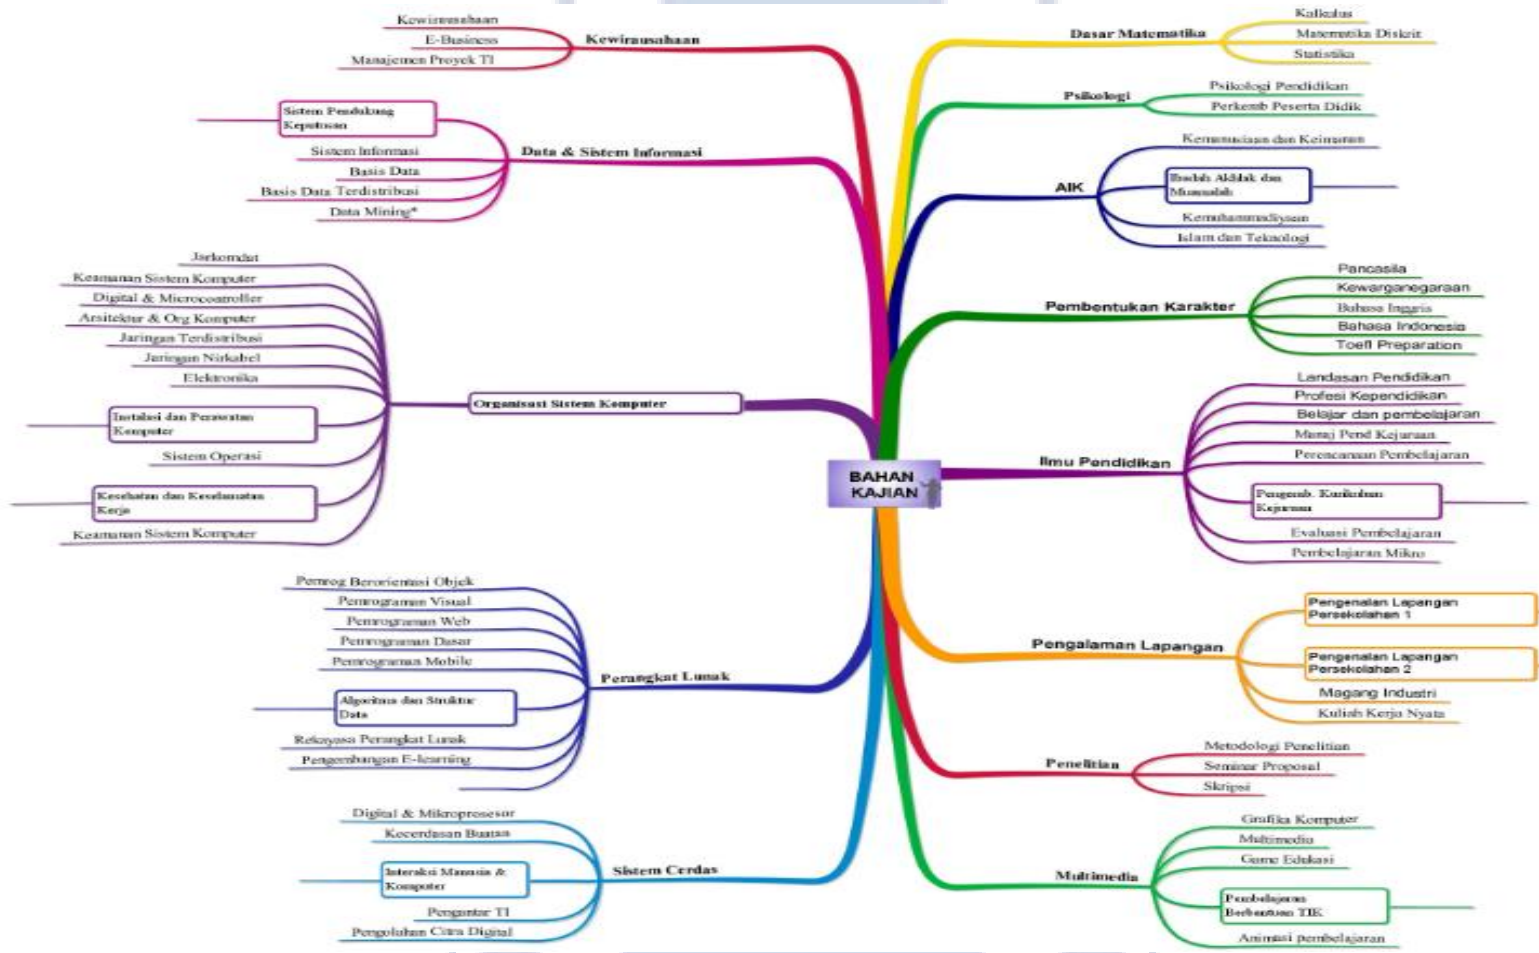 Kewirausahaan
E-Business
Manajemen Proyek TI
Kewirausahaan
Sistem Pendukung
Keputusan
Sistem Informasi
Basis Data
Basis Data Terdistribusi
Data Mining*
Data & Sistem Informasi
Jarkomdat
Keamanan Sistem Komputer
Digital & Microcontroller
Arsitektur & Org Komputer
Jaringan Terdistribusi
Jaringan Nirkabel
Elektronika
Instalasi dan Perawatan
Komputer
Sistem Operasi
Kesehatan dan Keselamatan
Kerja
Keamanan Sistem Komputer
Organisasi Sistem Komputer
Pemrog Berorientasi Objek
Pemrograman Visual
Pemrograman Web
Pemrograman Dasar
Pemrograman Mobile
Algoritma dan Struktur
Data
Rekayasa Perangkat Lunak
Pengembangan E-learning
Perangkat Lunak
Digital & Mikroprosesor
Kecerdasan Buatan
Interaksi Manusia &
Komputer
Pengantar TI
Pengolahan Citra Digital
Sistem Cerdas
BAHAN
KAJIAN
Dasar Matematika
Kalkulus
Matematika Diskrit
Statistika
Psikologi
Psikologi Pendidikan
Perkemb Peserta Didik
AIK
Kemanusiaan dan Keimanan
Ibadah Akhlak dan
Muamalah
Kemuhammadiyaan
Islam dan Teknologi
Pembentukan Karakter
Pancasila
Kewarganegaraan
Bahasa Inggris
Bahasa Indonesia
Toefl Preparation
Ilmu Pendidikan
Landasan Pendidikan
Profesi Kependidikan
Belajar dan pembelajaran
Manaj Pend Kejuruan
Perencanaan Pembelajaran
Pengemb. Kurikulum
Kejuruan
Evaluasi Pembelajaran
Pembelajaran Mikro
Pengalaman Lapangan
Pengenalan Lapangan
Persekolahan 1
Pengenalan Lapangan
Persekolahan 2
Magang Industri
Kuliah Kerja Nyata
Penelitian
Metodologi Penelitian
Seminar Proposal
Skripsi
Multimedia
Grafika Komputer
Multimedia
Game Edukasi
Pembelajaran
Berbantuan TIK
Animasi pembelajaran